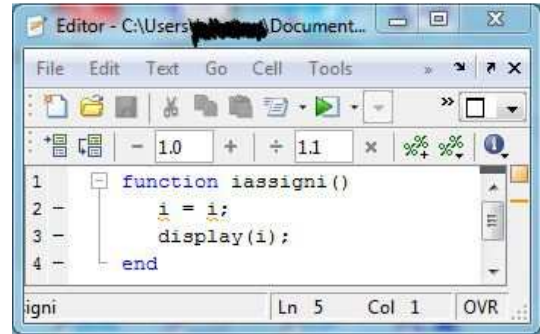 Editor - C:\Users\ \Document...
File Edit Text Go Cell Tools »
»
- 1.0 + ÷ 1.1 ×
1 function iassigni()
2 - i = i;
3 - display(i);
4 - end
igni Ln 5 Col 1 OVR